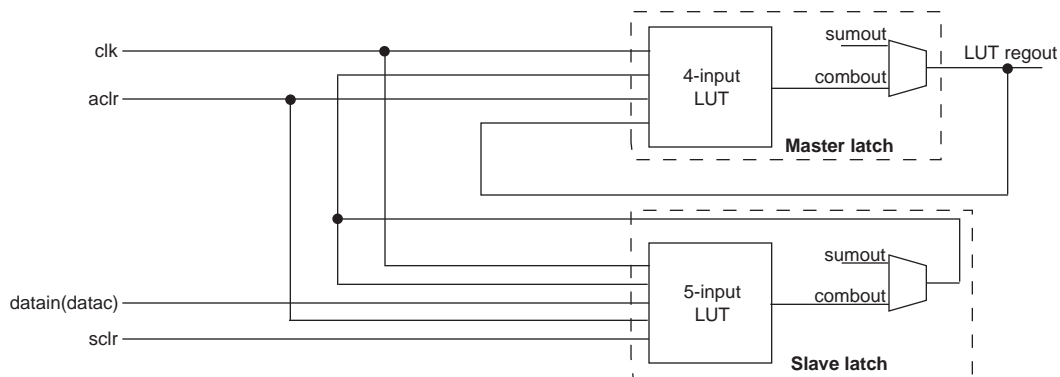 clk
aclr
4-input
LUT
sumout
combout
LUT regout
Master latch
datain(datac)
sclr
5-input
LUT
sumout
combout
Slave latch